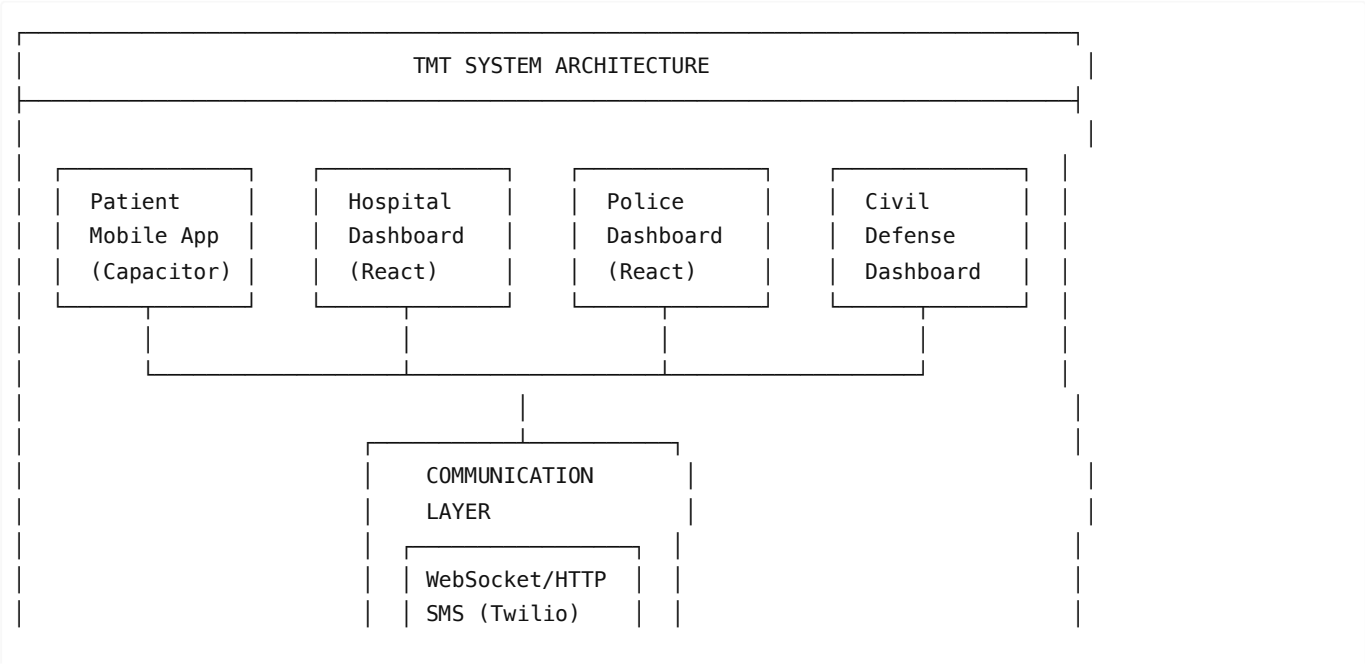 TMT SYSTEM ARCHITECTURE
Patient Hospital Police Civil
Mobile App Dashboard Dashboard Defense
(Capacitor) (React) (React) Dashboard
COMMUNICATION
LAYER
WebSocket/HTTP
SMS (Twilio)